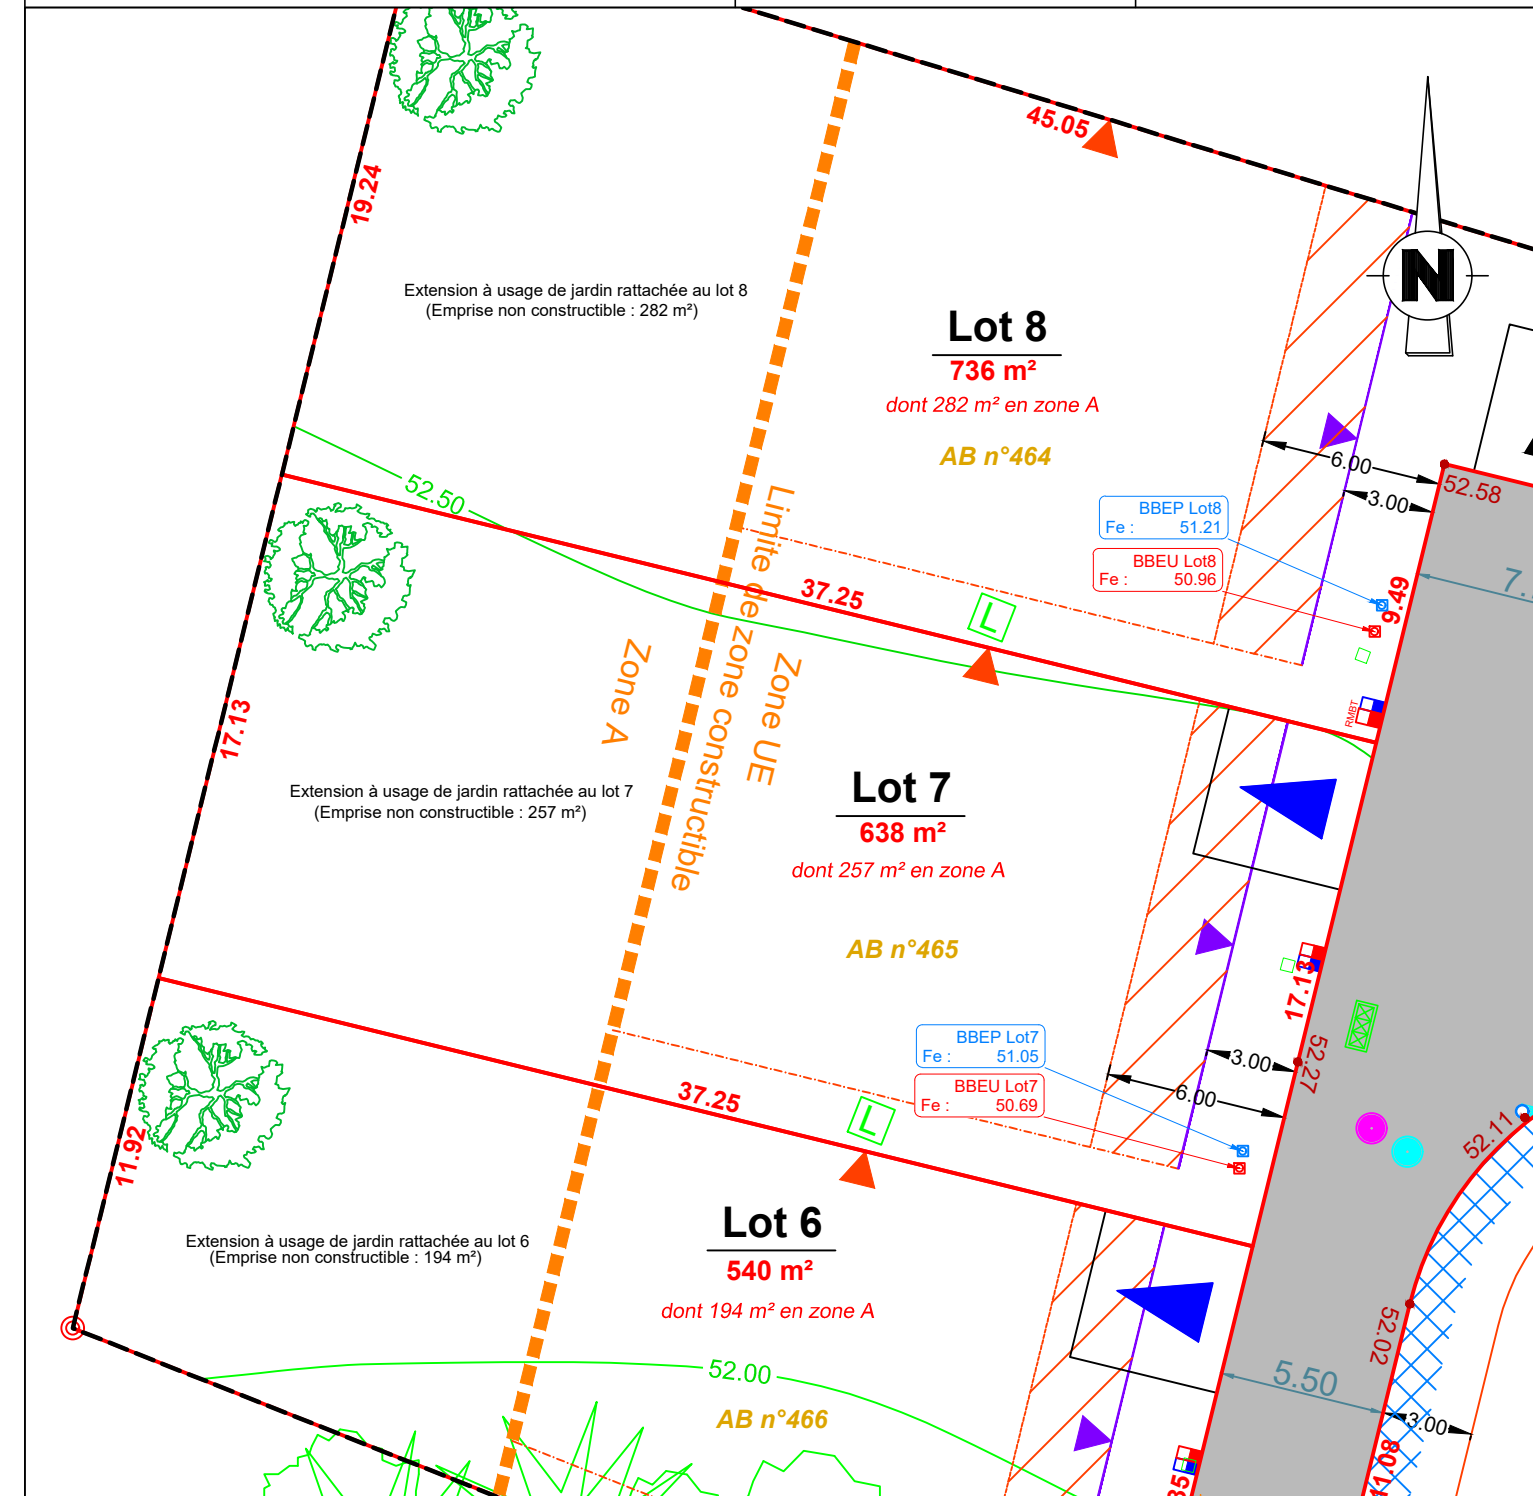 45.05
19.24
N
Extension à usage de jardin rattachée au lot 8
(Emprise non constructible : 282 m²)
Lot 8
736 m²
dont 282 m² en zone A
AB n°464
6.00
3.00
52.58
52.50
BBEP Lot8
Fe : 51.21
BBEU Lot8
Fe : 50.96
9.49
37.25
L
RMBT
Limite de zone constructible
Zone A
Zone UE
17.13
Extension à usage de jardin rattachée au lot 7
(Emprise non constructible : 257 m²)
Lot 7
638 m²
dont 257 m² en zone A
AB n°465
17.13
52.27
3.00
6.00
BBEP Lot7
Fe : 51.05
BBEU Lot7
Fe : 50.69
37.25
L
52.11
11.92
Extension à usage de jardin rattachée au lot 6
(Emprise non constructible : 194 m²)
Lot 6
540 m²
dont 194 m² en zone A
52.00
AB n°466
52.02
5.50
3.00
11.08